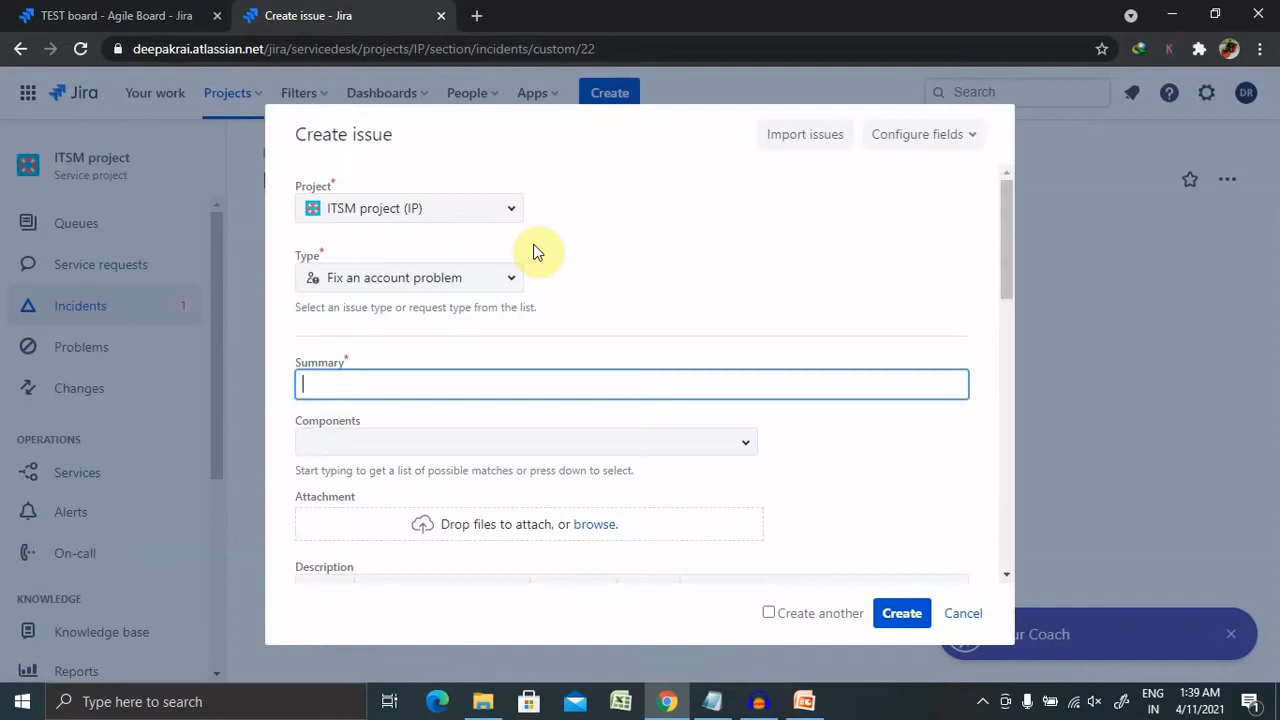 TEST board - Agile Board - Jira
Create issue - Jira
deepakrai.atlassian.net/jira/servicedesk/projects/IP/section/incidents/custom/22
K
Jira
Your work
Projects
Filters
Dashboards
People
Apps
Create
Search
DR
ITSM project
Service project
Queues
Service requests
Incidents 1
Problems
Changes
OPERATIONS
Services
Alerts
On-call
KNOWLEDGE
Knowledge base
Reports
Create issue
Import issues
Configure fields
Project*
ITSM project (IP)
Type*
Fix an account problem
Select an issue type or request type from the list.
Summary*
Components
Start typing to get a list of possible matches or press down to select.
Attachment
Drop files to attach, or browse.
Description
Create another
Create
Cancel
Coach
Type here to search
ENG
IN
1:39 AM
4/11/2021
1